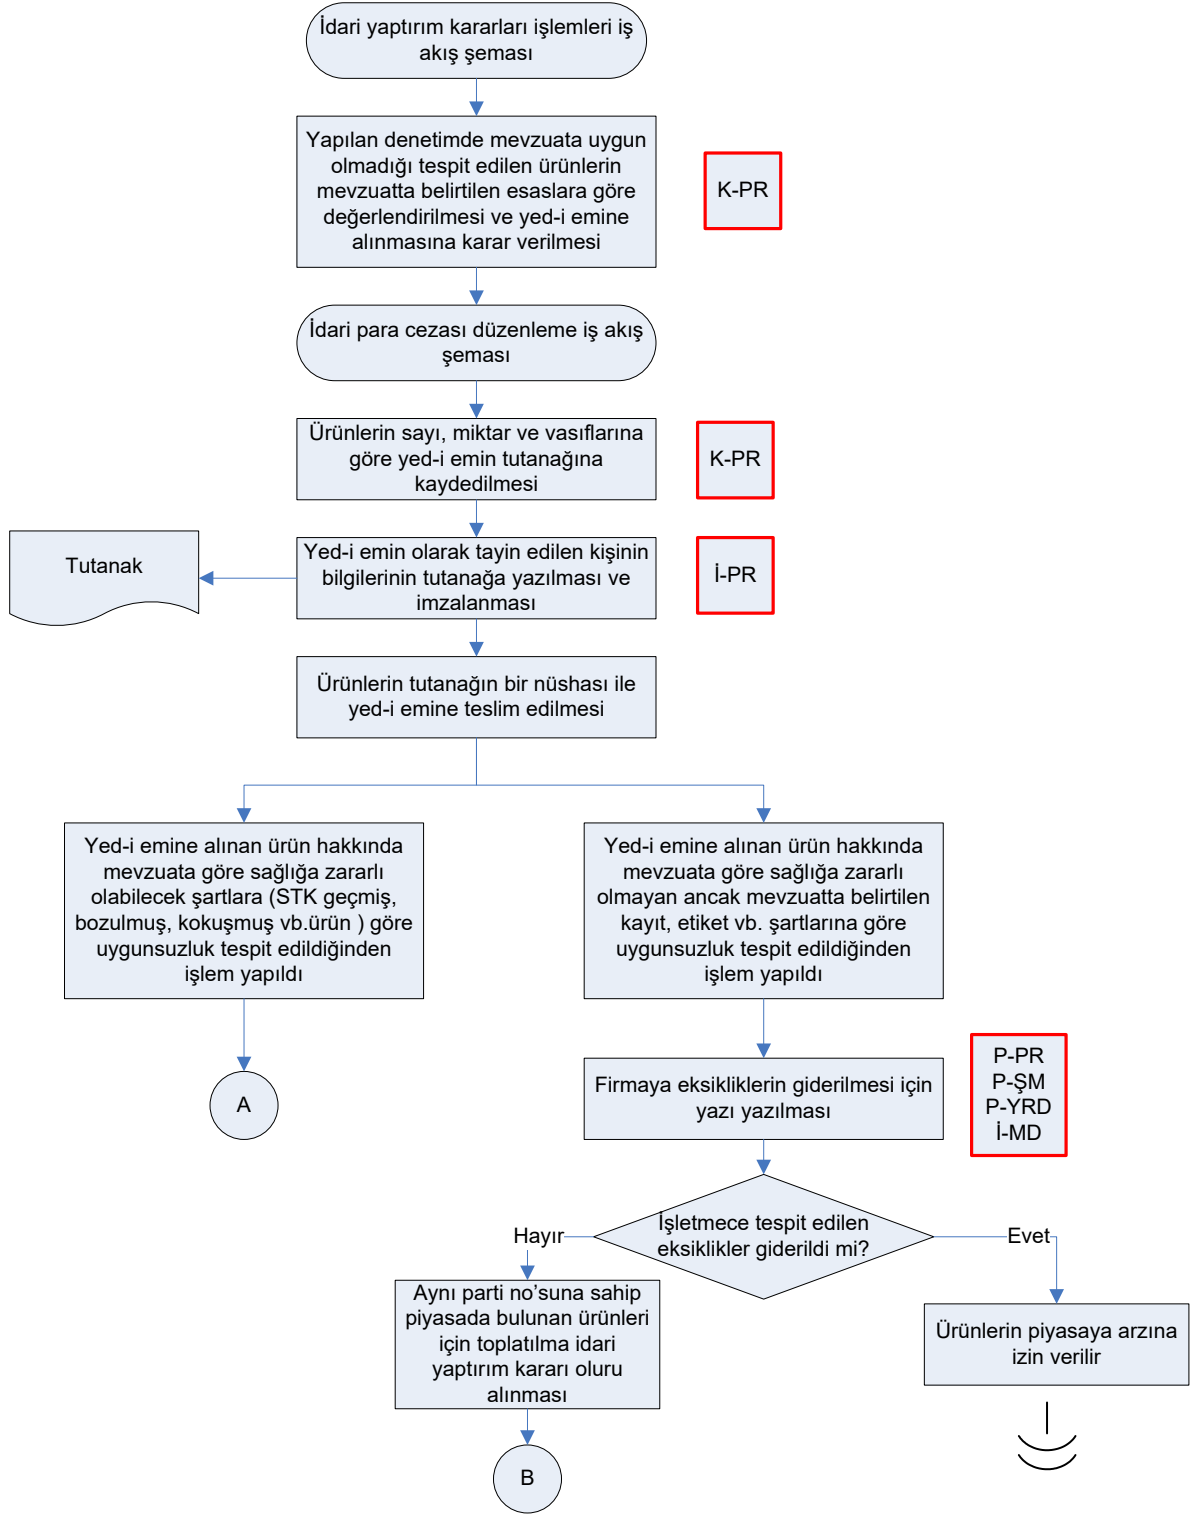 İdari yaptırım kararları işlemleri iş
akış şeması
Yapılan denetimde mevzuata uygun
olmadığı tespit edilen ürünlerin
mevzuatta belirtilen esaslara göre
değerlendirilmesi ve yed-i emine
alınmasına karar verilmesi
K-PR
İdari para cezası düzenleme iş akış
şeması
Ürünlerin sayı, miktar ve vasıflarına
göre yed-i emin tutanağına
kaydedilmesi
K-PR
Tutanak
Yed-i emin olarak tayin edilen kişinin
bilgilerinin tutanağa yazılması ve
imzalanması
İ-PR
Ürünlerin tutanağın bir nüshası ile
yed-i emine teslim edilmesi
Yed-i emine alınan ürün hakkında
mevzuata göre sağlığa zararlı
olabilecek şartlara (STK geçmiş,
bozulmuş, kokuşmuş vb.ürün ) göre
uygunsuzluk tespit edildiğinden
işlem yapıldı
Yed-i emine alınan ürün hakkında
mevzuata göre sağlığa zararlı
olmayan ancak mevzuatta belirtilen
kayıt, etiket vb. şartlarına göre
uygunsuzluk tespit edildiğinden
işlem yapıldı
A
Firmaya eksikliklerin giderilmesi için
yazı yazılması
P-PR
P-ŞM
P-YRD
İ-MD
İşletmece tespit edilen
eksiklikler giderildi mi?
Hayır
Evet
Aynı parti no’suna sahip
piyasada bulunan ürünleri
için toplatılma idari
yaptırım kararı oluru
alınması
Ürünlerin piyasaya arzına
izin verilir
B